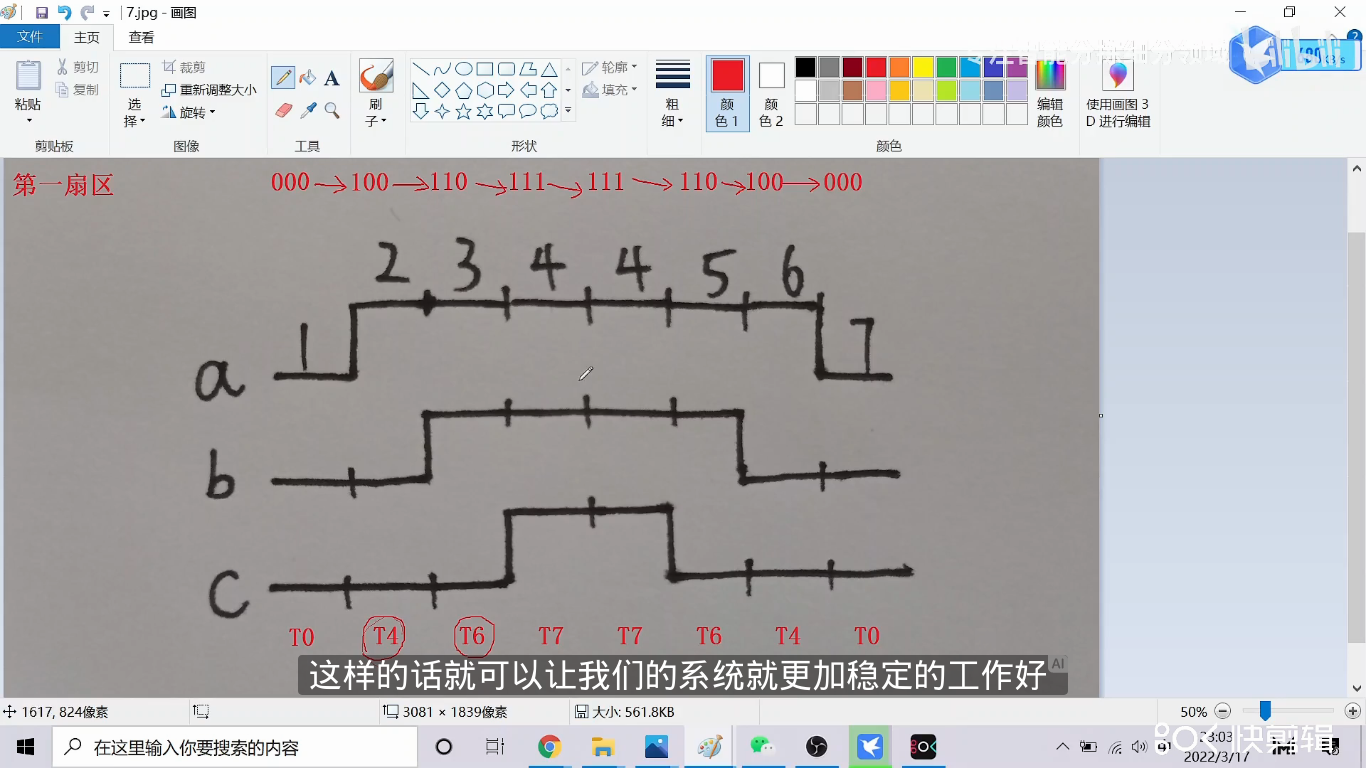 7.jpg - 画图
文件 主页 查看
粘贴 剪切 复制 选择 裁剪 重新调整大小 旋转 A 刷子 轮廓 填充 粗细 颜色 1 颜色 2 编辑颜色 使用画图 3D 进行编辑
剪贴板 图像 工具 形状 颜色
第一扇区 000 → 100 → 110 → 111 → 111 → 110 → 100 → 000
1 2 3 4 4 5 6 7
a
b
c
T0 T4 T6 T7 T7 T6 T4 T0
这样的话就可以让我们的系统就更加稳定的工作好 AI
1617, 824像素 3081 × 1839像素 大小: 561.8KB 50%
在这里输入你要搜索的内容
快剪辑
2022/3/17